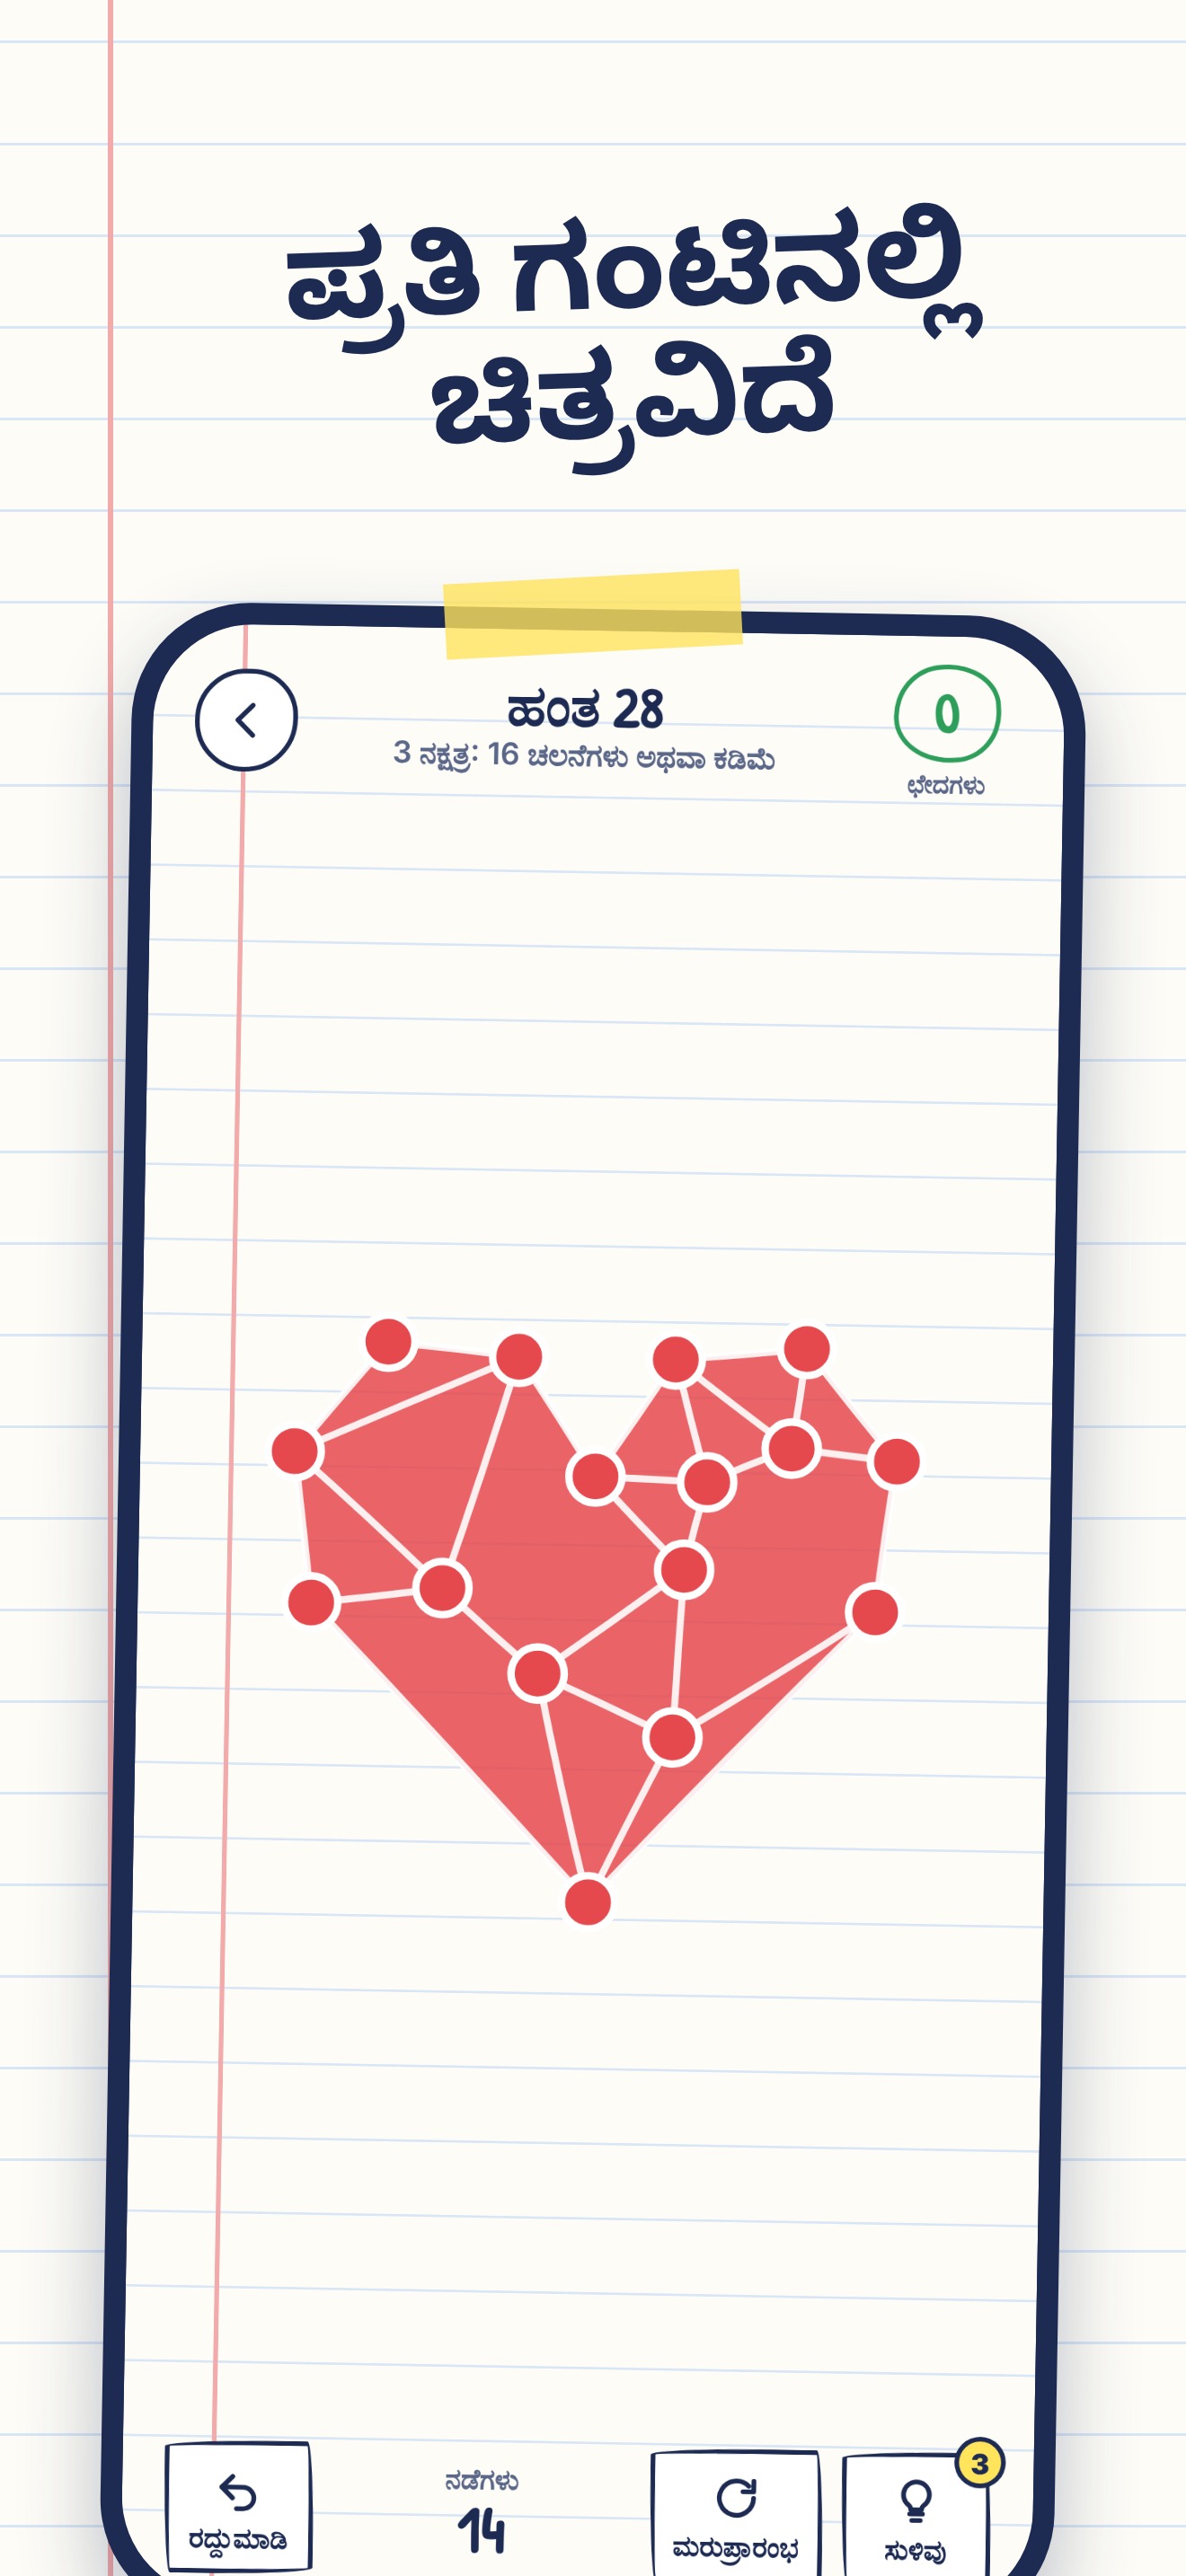 ಪ್ರತಿ ಗಂಟಿನಲ್ಲಿ
ಚಿತ್ರವಿದೆ
ಹಂತ 28
3 ನಕ್ಷತ್ರ: 16 ಚಲನೆಗಳು ಅಥವಾ ಕಡಿಮೆ
0
ಛೇದಗಳು
ರದ್ದುಮಾಡಿ
ನಡೆಗಳು
14
ಮರುಪ್ರಾರಂಭ
3
ಸುಳಿವು